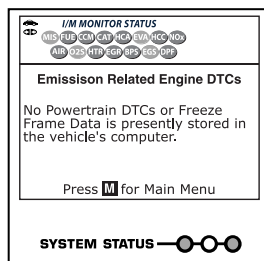 I/M MONITOR STATUS
MIS FUE CCM CAT HCA EVA HCC NOx
AIR O2S HTR EGR BPS EGS DPF
Emissison Related Engine DTCs
No Powertrain DTCs or Freeze
Frame Data is presently stored in
the vehicle's computer.
Press M for Main Menu
SYSTEM STATUS